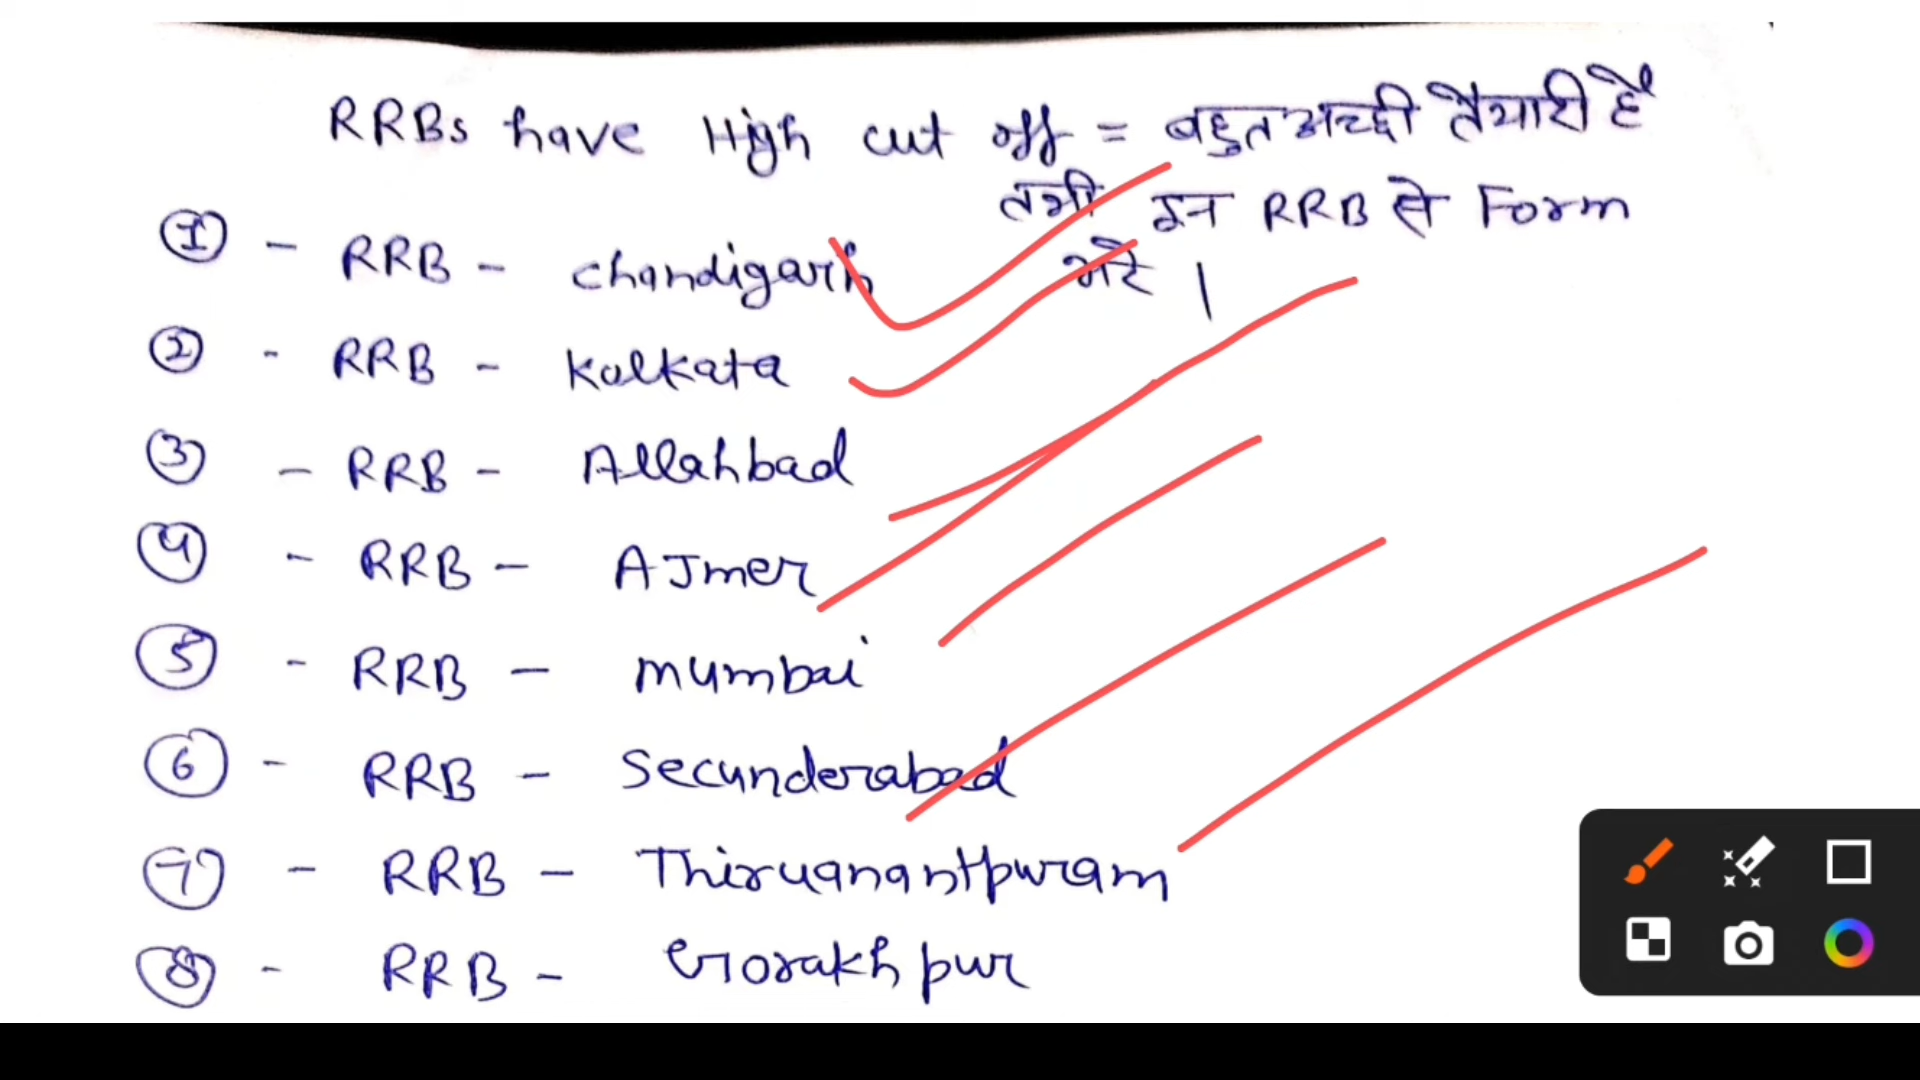 RRBs have High cut off = बहुत अच्छी तैयारी है
तभी इन RRB से Form
भरे |
1 - RRB - Chandigarh
2 - RRB - Kolkata
3 - RRB - Allahbad
4 - RRB - AJmer
5 - RRB - mumbai
6 - RRB - Secunderabad
7 - RRB - Thiruanantpuram
8 - RRB - Gorakhpur